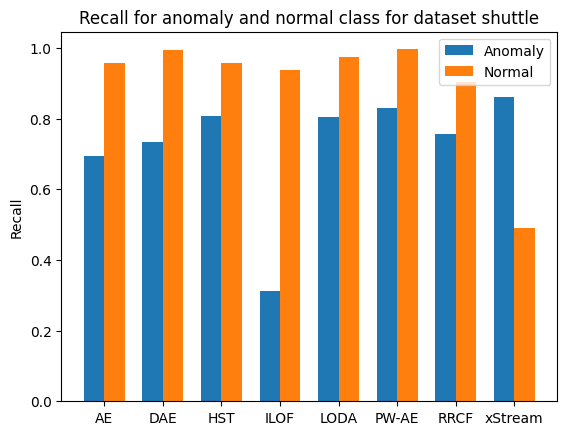 Recall for anomaly and normal class for dataset shuttle
Anomaly
Normal
Recall
1.0
0.8
0.6
0.4
0.2
0.0
AE DAE HST ILOF LODA PW-AE RRCF xStream